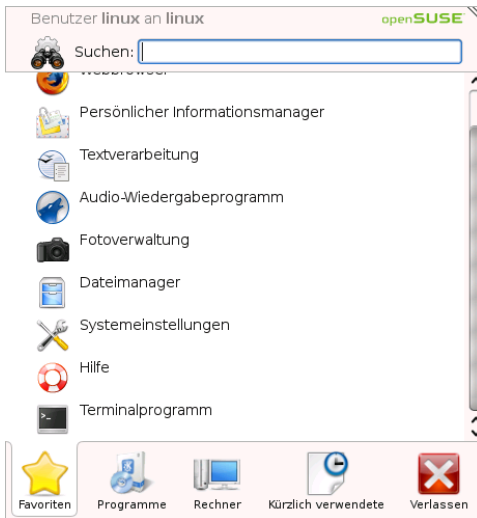 Benutzer linux an linux
openSUSE
Suchen:
Webbrowser
Persönlicher Informationsmanager
Textverarbeitung
Audio-Wiedergabeprogramm
Fotoverwaltung
Dateimanager
Systemeinstellungen
Hilfe
Terminalprogramm
Favoriten Programme Rechner Kürzlich verwendete Verlassen